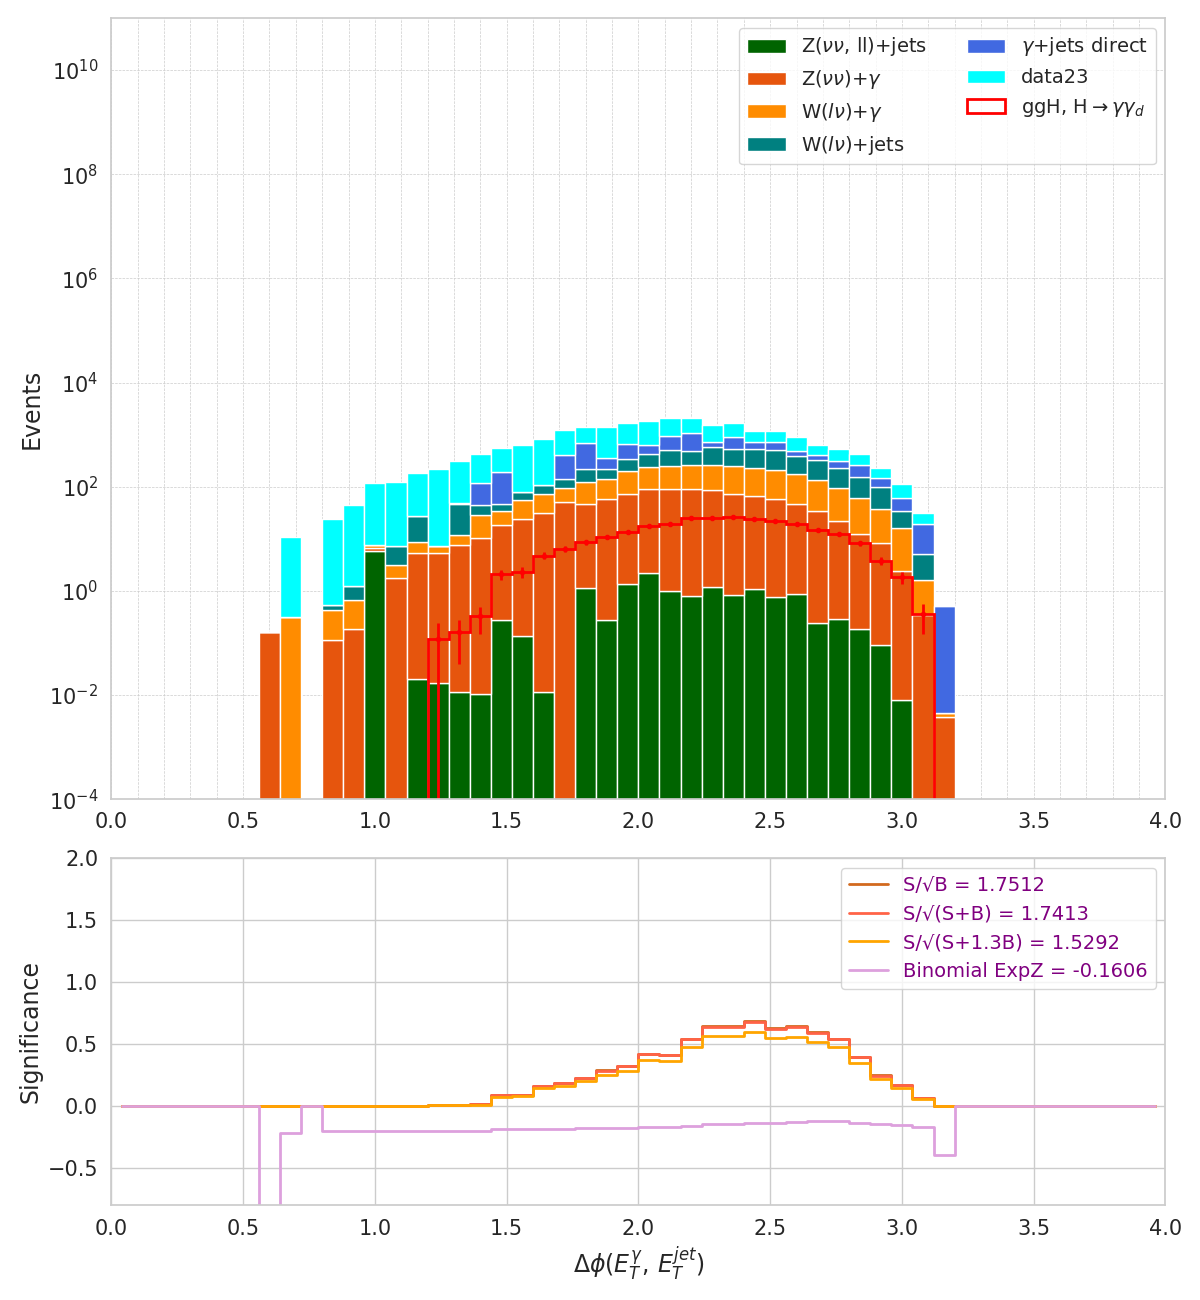 Z(νν, ll)+jets
Z(νν)+γ
W(lν)+γ
W(lν)+jets
γ+jets direct
data23
ggH, H→γγ_d
Events
10^10
10^8
10^6
10^4
10^2
10^0
10^−2
10^−4
0.0 0.5 1.0 1.5 2.0 2.5 3.0 3.5 4.0
S/√B = 1.7512
S/√(S+B) = 1.7413
S/√(S+1.3B) = 1.5292
Binomial ExpZ = -0.1606
Significance
2.0
1.5
1.0
0.5
0.0
−0.5
0.0 0.5 1.0 1.5 2.0 2.5 3.0 3.5 4.0
Δϕ(E_T^γ, E_T^jet)